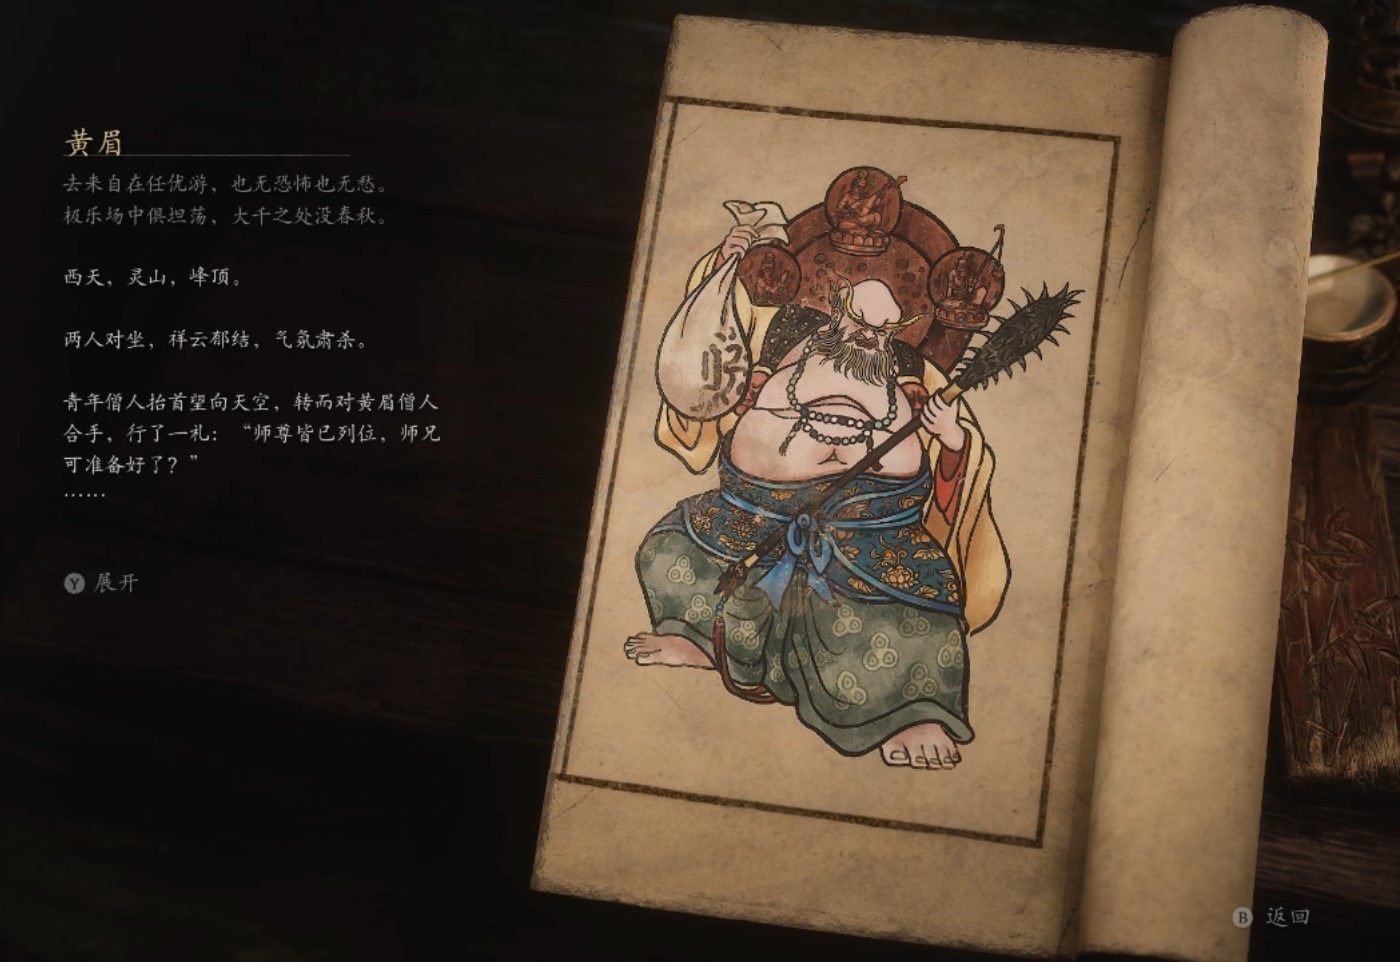 黄眉
去来自在任优游，也无恐怖也无愁。
极乐场中俱坦荡，大千之处没春秋。
西天，灵山，峰顶。
两人对坐，祥云郁结，气氛肃杀。
青年僧人抬首望向天空，转而对黄眉僧人
合手，行了一礼：“师尊皆已列位，师兄
可准备好了？”
……
Y 展开
B 返回